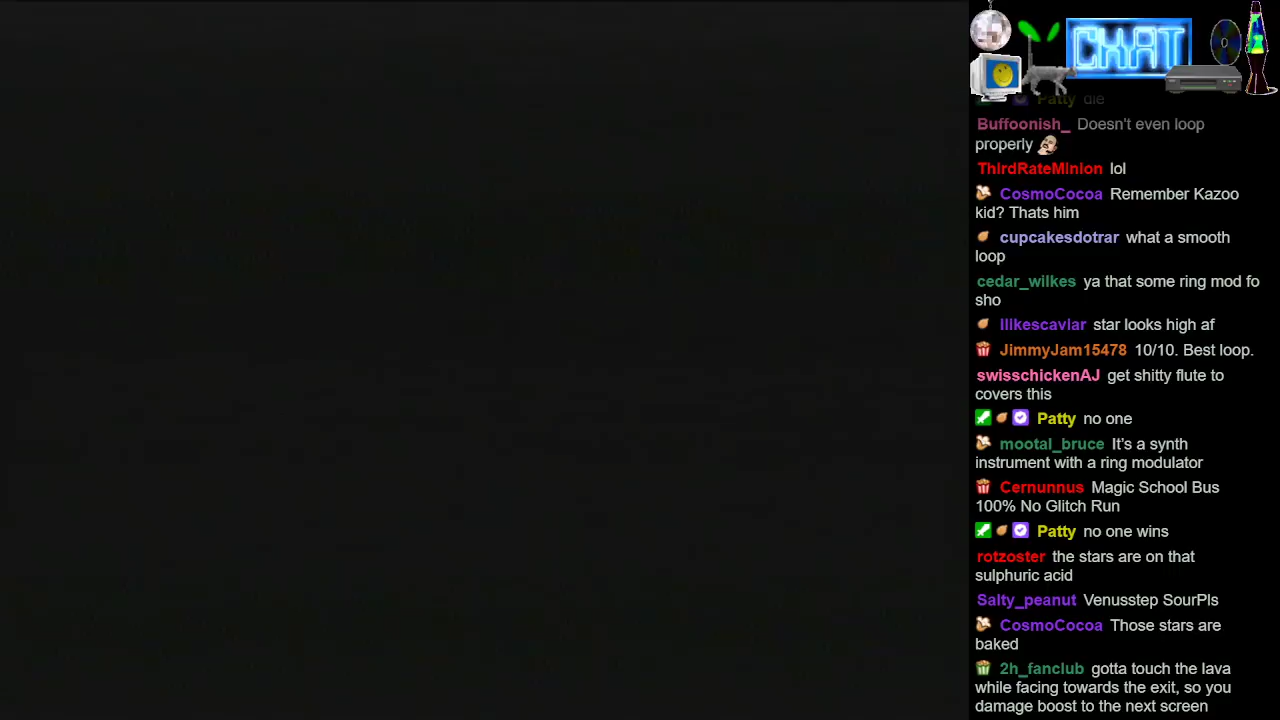 CHAT
Patty die
Buffoonish_ Doesn't even loop
properly
ThirdRateMinion lol
CosmoCocoa Remember Kazoo
kid? Thats him
cupcakesdotrar what a smooth
loop
cedar_wilkes ya that some ring mod fo
sho
IIIkescavIar star looks high af
JimmyJam15478 10/10. Best loop.
swisschickenAJ get shitty flute to
covers this
Patty no one
mootal_bruce It's a synth
instrument with a ring modulator
Cernunnus Magic School Bus
100% No Glitch Run
Patty no one wins
rotzoster the stars are on that
sulphuric acid
Salty_peanut Venusstep SourPls
CosmoCocoa Those stars are
baked
2h_fanclub gotta touch the lava
while facing towards the exit, so you
damage boost to the next screen